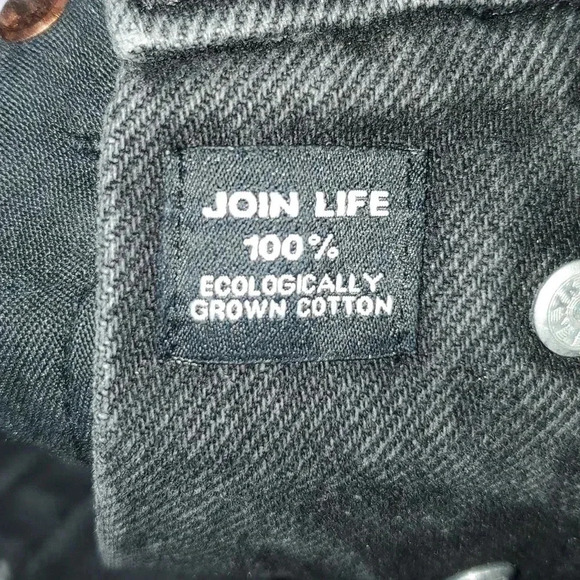 JOIN LIFE
100%
ECOLOGICALLY
GROWN COTTON